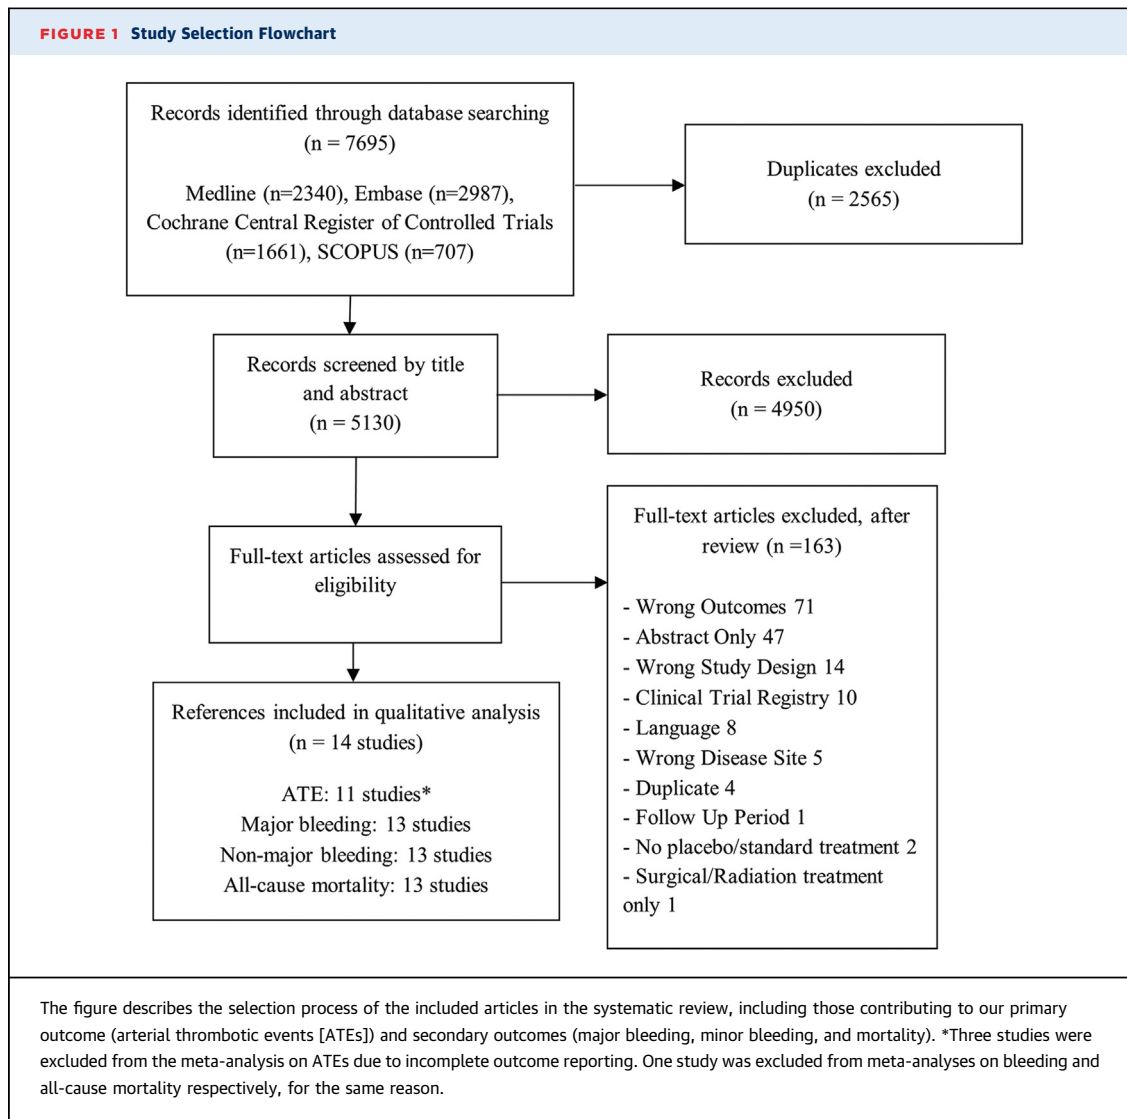 FIGURE 1 Study Selection Flowchart
Records identified through database searching
(n = 7695)
Medline (n=2340), Embase (n=2987),
Cochrane Central Register of Controlled Trials
(n=1661), SCOPUS (n=707)
Duplicates excluded
(n = 2565)
Records screened by title
and abstract
(n = 5130)
Records excluded
(n = 4950)
Full-text articles assessed for
eligibility
Full-text articles excluded, after
review (n =163)
- Wrong Outcomes 71
- Abstract Only 47
- Wrong Study Design 14
- Clinical Trial Registry 10
- Language 8
- Wrong Disease Site 5
- Duplicate 4
- Follow Up Period 1
- No placebo/standard treatment 2
- Surgical/Radiation treatment
only 1
References included in qualitative analysis
(n = 14 studies)
ATE: 11 studies*
Major bleeding: 13 studies
Non-major bleeding: 13 studies
All-cause mortality: 13 studies
The figure describes the selection process of the included articles in the systematic review, including those contributing to our primary
outcome (arterial thrombotic events [ATEs]) and secondary outcomes (major bleeding, minor bleeding, and mortality). *Three studies were
excluded from the meta-analysis on ATEs due to incomplete outcome reporting. One study was excluded from meta-analyses on bleeding and
all-cause mortality respectively, for the same reason.